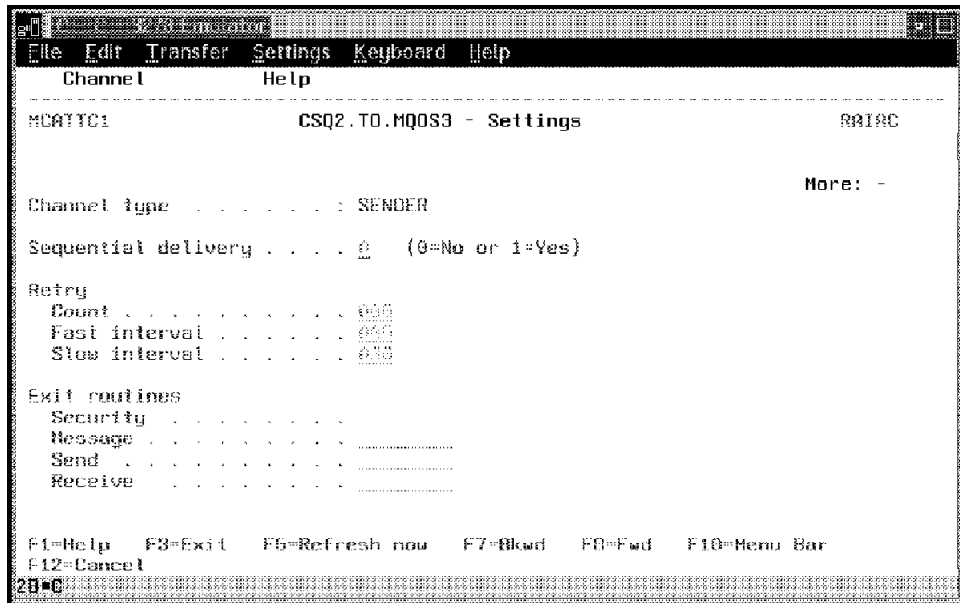 Emulator
File Edit Transfer Settings Keyboard Help
Channel Help
MCATTC1 CSQ2.TO.MQOS3 - Settings RAIAC
More: -
Channel type . . . . . . : SENDER
Sequential delivery . . . . 0 (0=No or 1=Yes)
Retry
Count . . . . . . . . . .
Fast interval . . . . . .
Slow interval . . . . . .
Exit routines
Security . . . . . . . .
Message . . . . . . . . .
Send . . . . . . . . . .
Receive . . . . . . . .
F1=Help F3=Exit F5=Refresh now F7=Bkwd F8=Fwd F10=Menu Bar
F12=Cancel